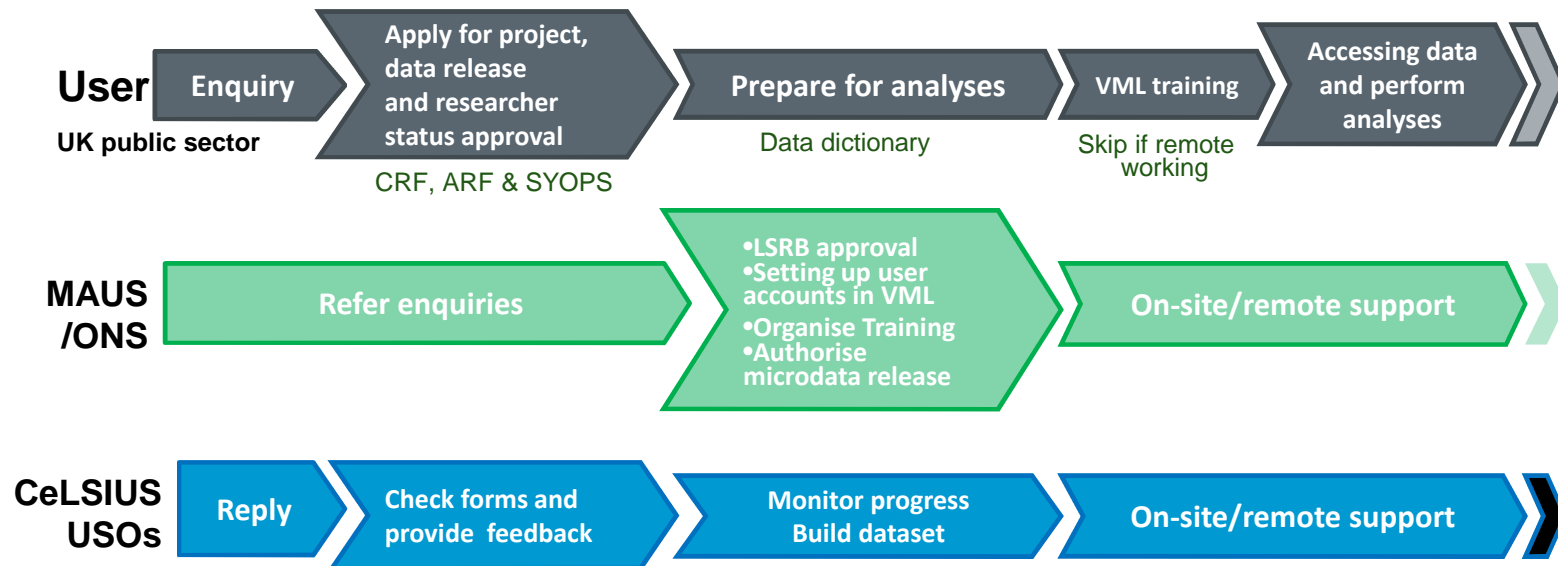 User
UK public sector
Enquiry
Apply for project,
data release
and researcher
status approval
CRF, ARF & SYOPS
Prepare for analyses
Data dictionary
VML training
Skip if remote
working
Accessing data
and perform
analyses
MAUS
/ONS
Refer enquiries
•LSRB approval
•Setting up user
accounts in VML
•Organise Training
•Authorise
microdata release
On-site/remote support
CeLSIUS
USOs
Reply
Check forms and
provide feedback
Monitor progress
Build dataset
On-site/remote support